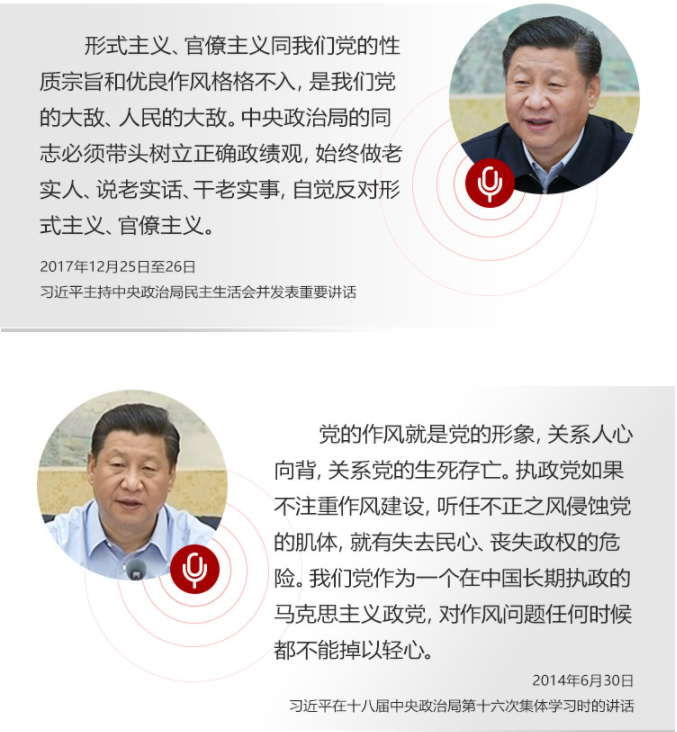 形式主义、官僚主义同我们党的性
质宗旨和优良作风格格不入，是我们党
的大敌、人民的大敌。中央政治局的同
志必须带头树立正确政绩观，始终做老
实人、说老实话、干老实事，自觉反对形
式主义、官僚主义。
2017年12月25日至26日
习近平主持中央政治局民主生活会并发表重要讲话
党的作风就是党的形象，关系人心
向背，关系党的生死存亡。执政党如果
不注重作风建设，听任不正之风侵蚀党
的肌体，就有失去民心、丧失政权的危
险。我们党作为一个在中国长期执政的
马克思主义政党，对作风问题任何时候
都不能掉以轻心。
2014年6月30日
习近平在十八届中央政治局第十六次集体学习时的讲话